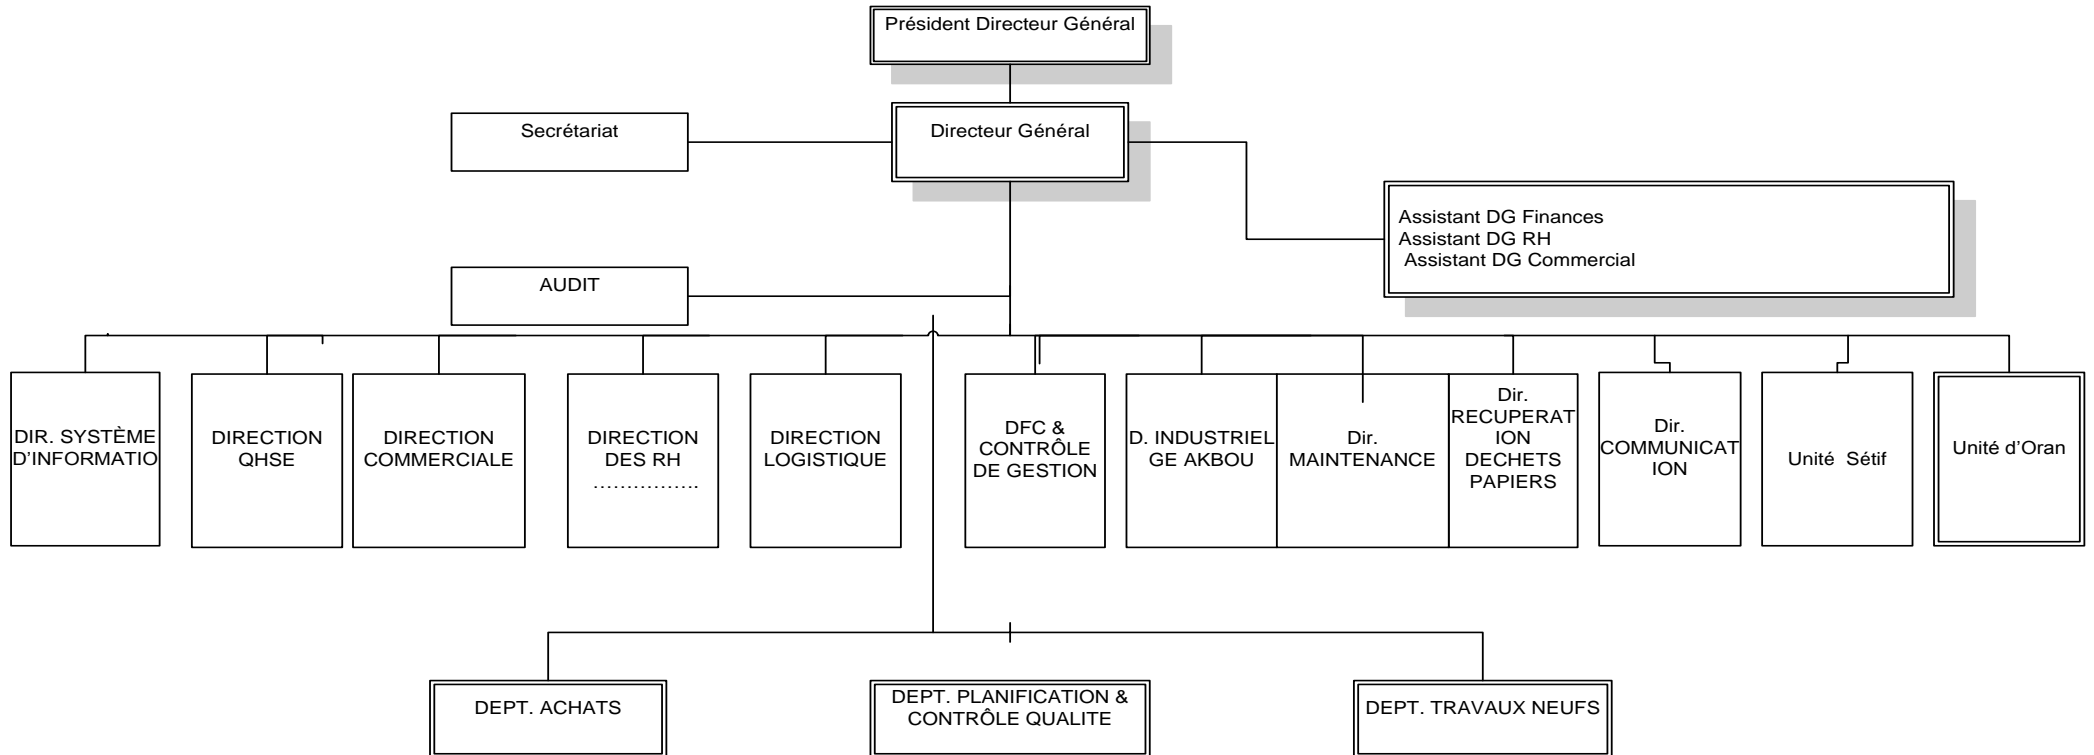 Président Directeur Général
Secrétariat
Directeur Général
Assistant DG Finances
Assistant DG RH
Assistant DG Commercial
AUDIT
DIR. SYSTÈME
D'INFORMATIO
DIRECTION
QHSE
DIRECTION
COMMERCIALE
DIRECTION
DES RH
…………….
DIRECTION
LOGISTIQUE
DFC &
CONTRÔLE
DE GESTION
D. INDUSTRIEL
GE AKBOU
Dir.
MAINTENANCE
Dir.
RECUPERAT
ION
DECHETS
PAPIERS
Dir.
COMMUNICAT
ION
Unité  Sétif
Unité d'Oran
DEPT. ACHATS
DEPT. PLANIFICATION &
CONTRÔLE QUALITE
DEPT. TRAVAUX NEUFS